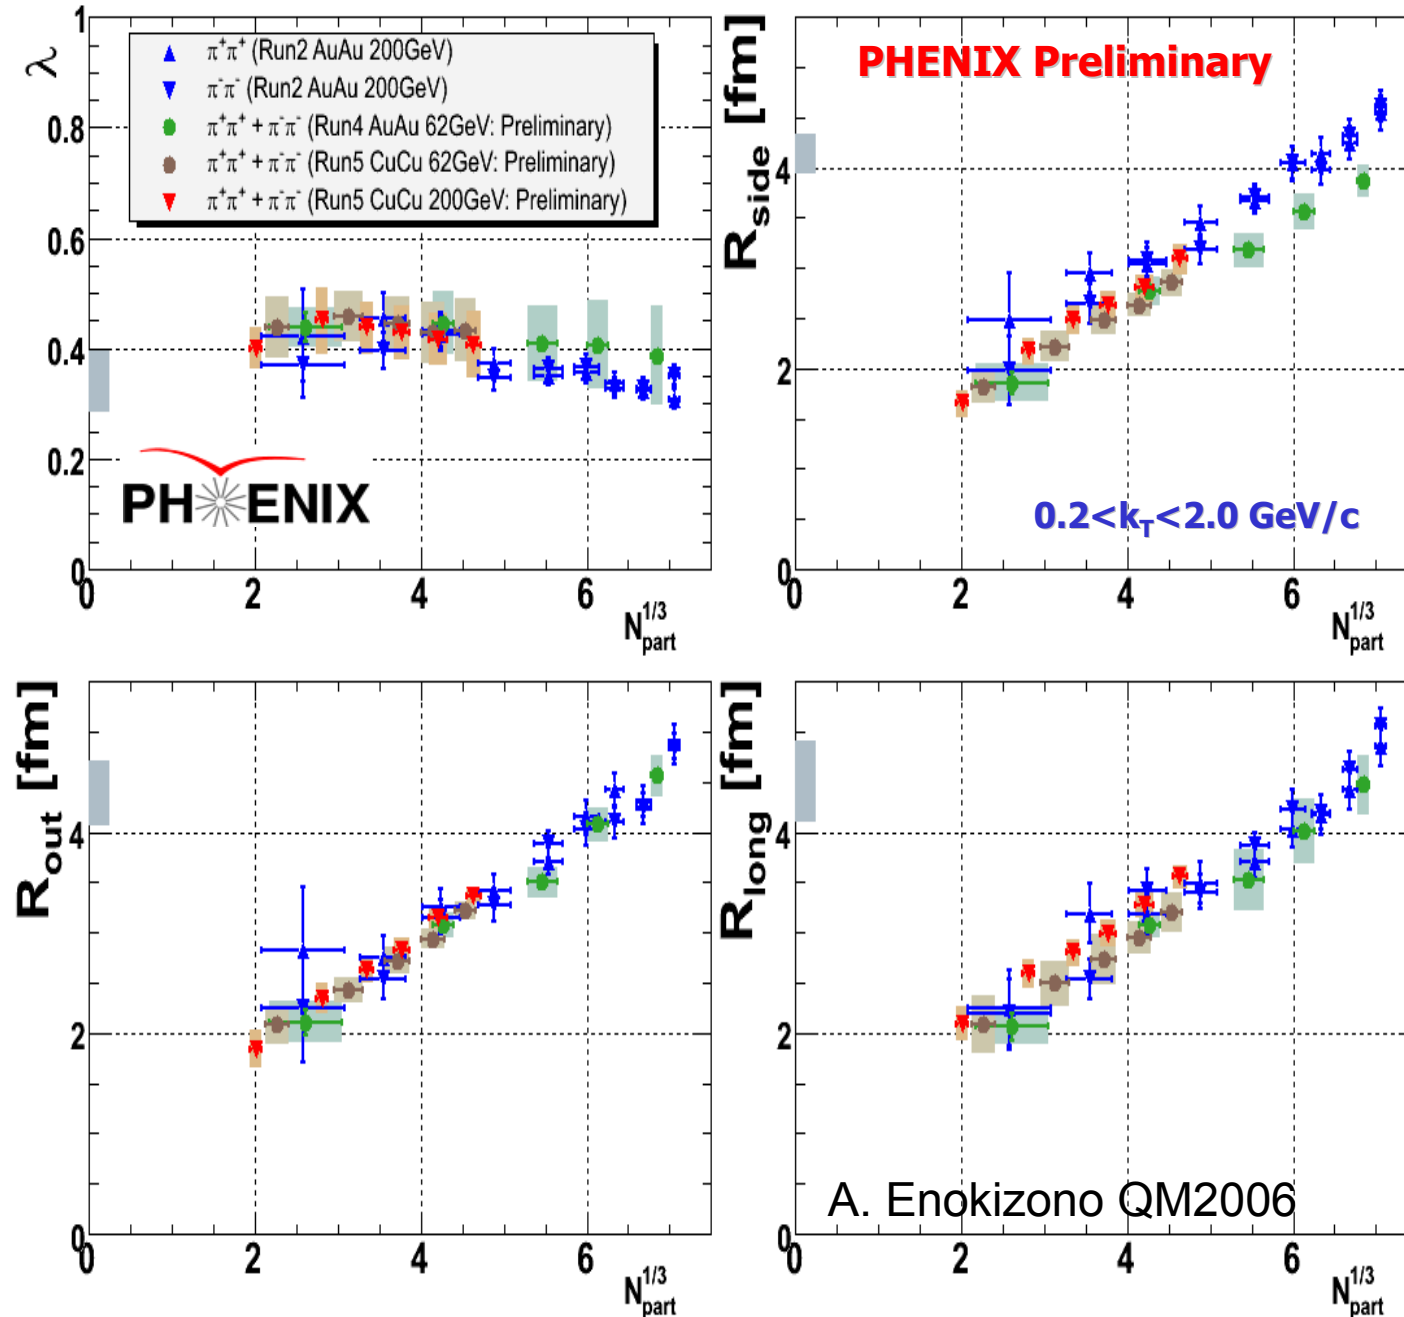 λ
1
0.8
0.6
0.4
0.2
0
0 2 4 6
N_part^1/3
π⁺π⁺ (Run2 AuAu 200GeV)
π⁻π⁻ (Run2 AuAu 200GeV)
π⁺π⁺ + π⁻π⁻ (Run4 AuAu 62GeV: Preliminary)
π⁺π⁺ + π⁻π⁻ (Run5 CuCu 62GeV: Preliminary)
π⁺π⁺ + π⁻π⁻ (Run5 CuCu 200GeV: Preliminary)
PHENIX
R_side [fm]
PHENIX Preliminary
4
2
0
0.2<k_T<2.0 GeV/c
0 2 4 6
N_part^1/3
R_out [fm]
4
2
0
0 2 4 6
N_part^1/3
R_long [fm]
4
2
0
A. Enokizono QM2006
0 2 4 6
N_part^1/3